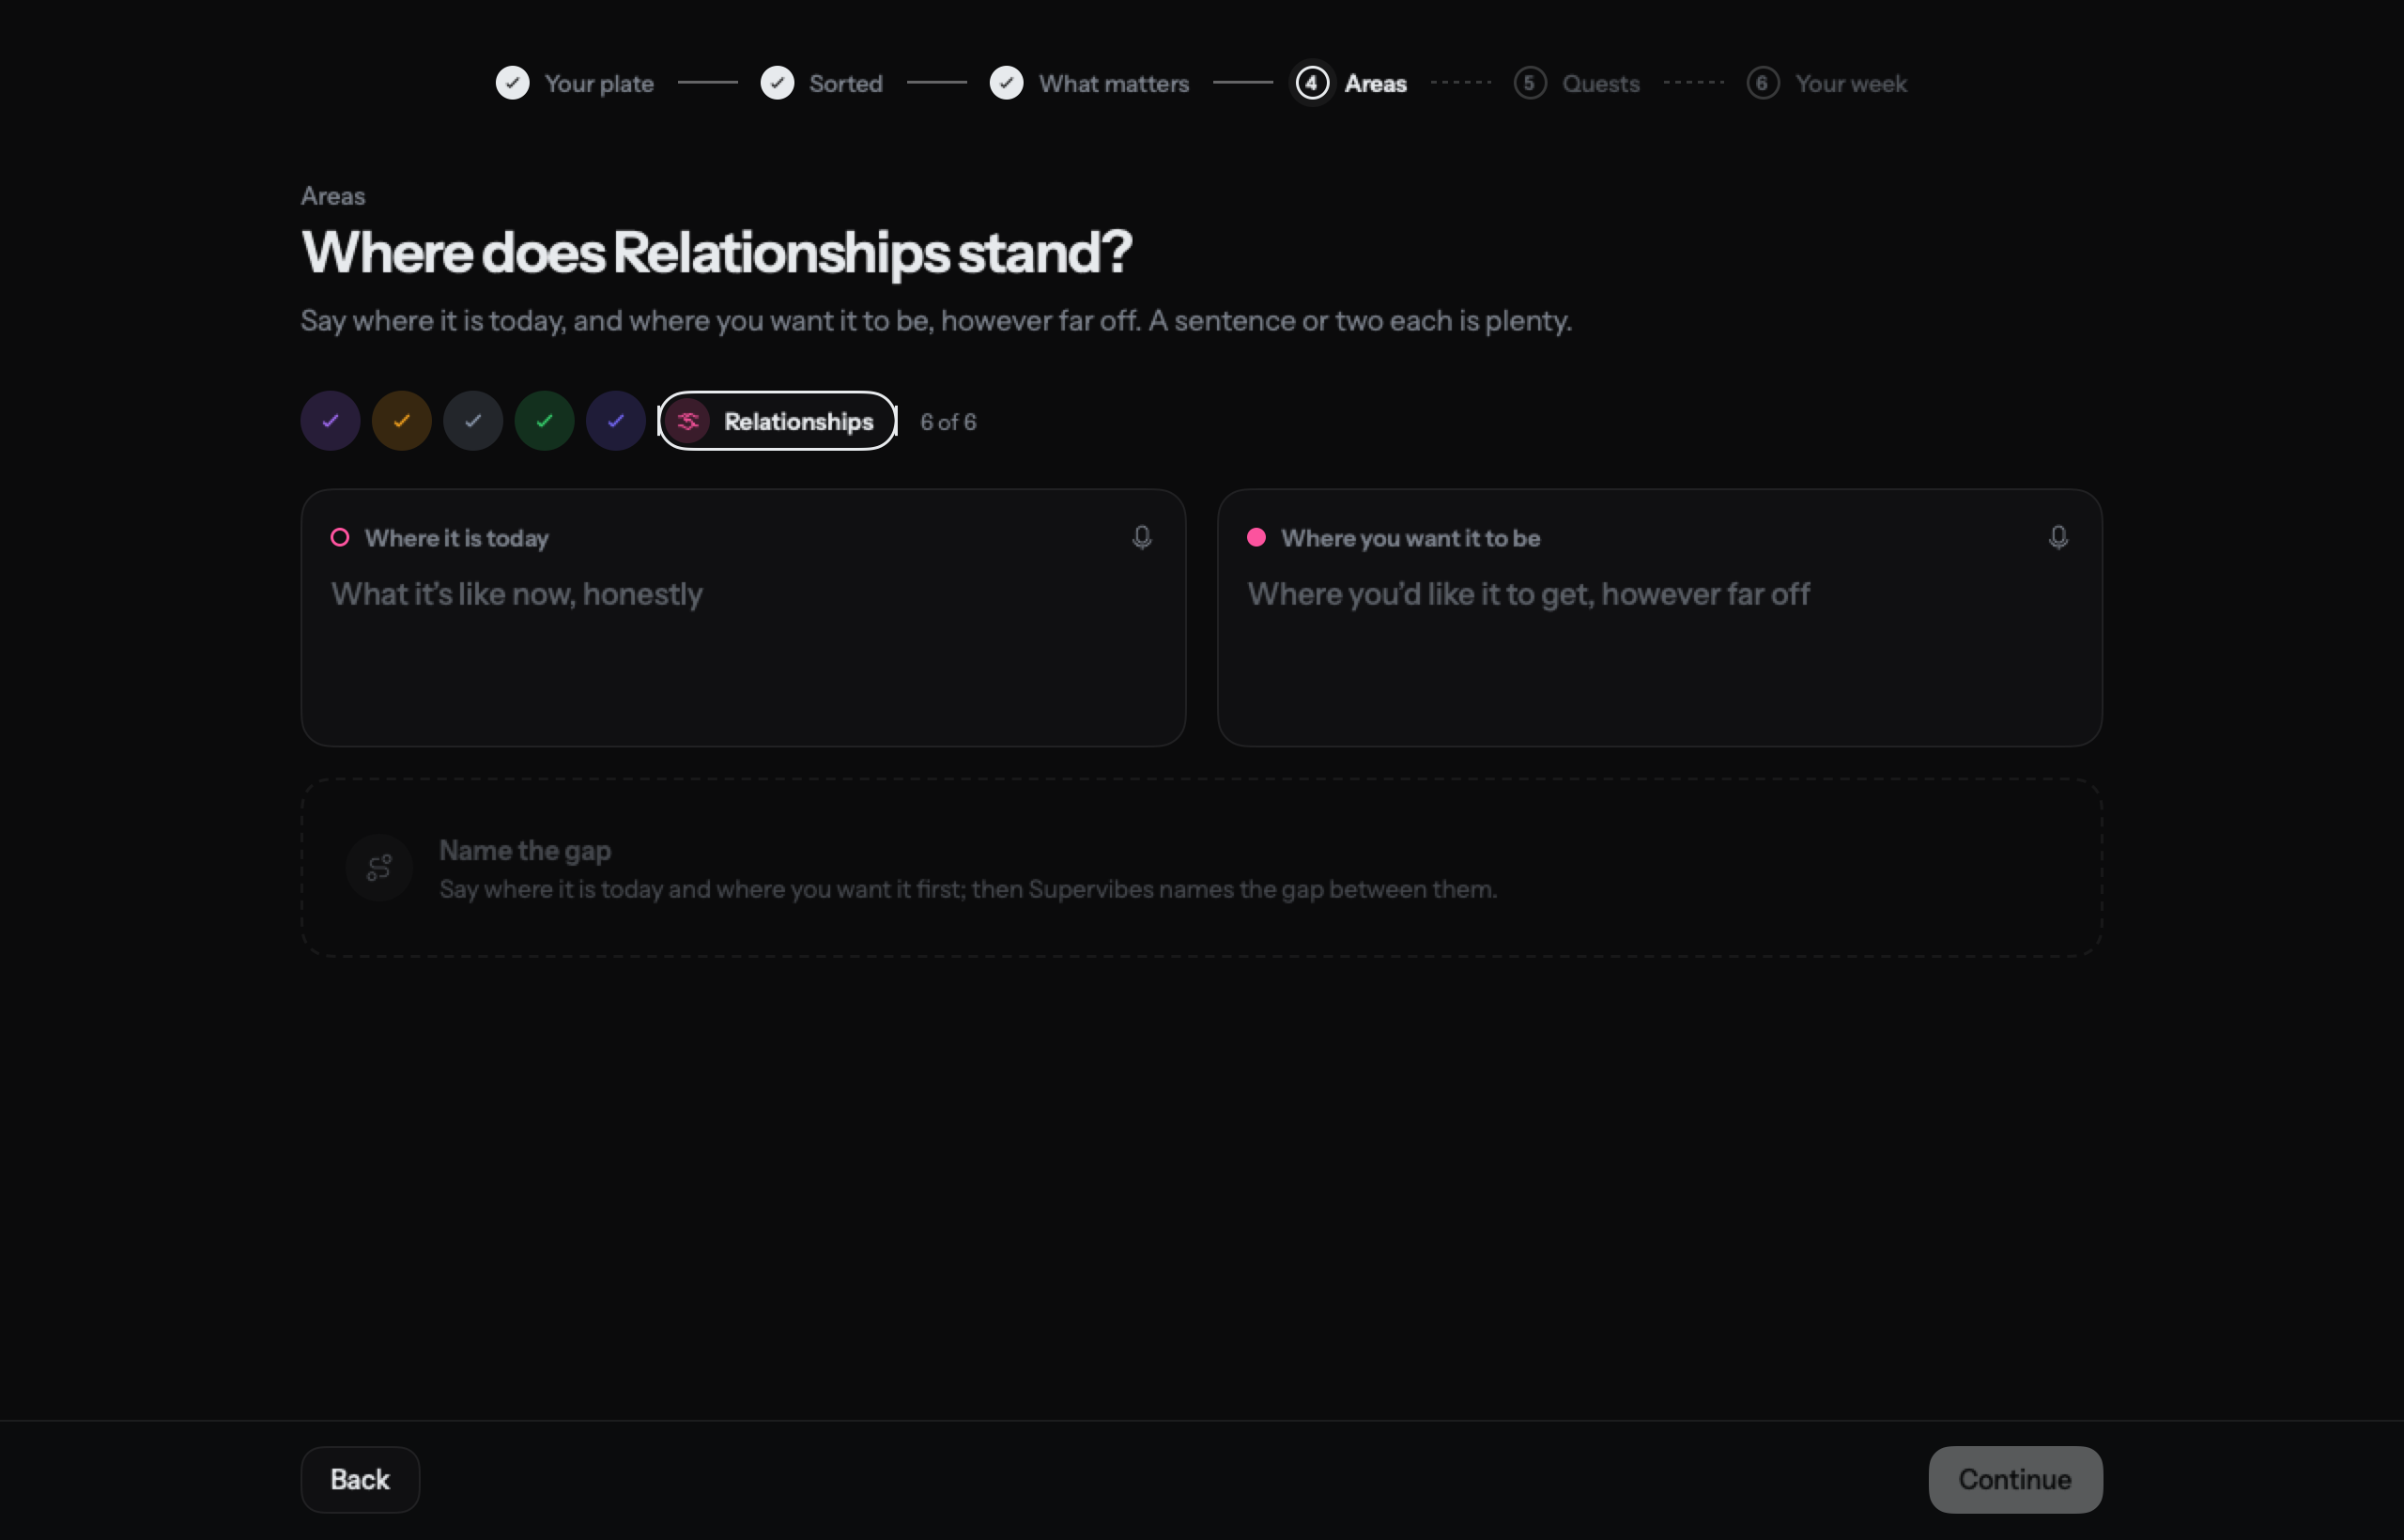 Your plate
Sorted
What matters
4 Areas
5 Quests
6 Your week
Areas
Where does Relationships stand?
Say where it is today, and where you want it to be, however far off. A sentence or two each is plenty.
Relationships
6 of 6
Where it is today
What it’s like now, honestly
Where you want it to be
Where you’d like it to get, however far off
Name the gap
Say where it is today and where you want it first; then Supervibes names the gap between them.
Back
Continue